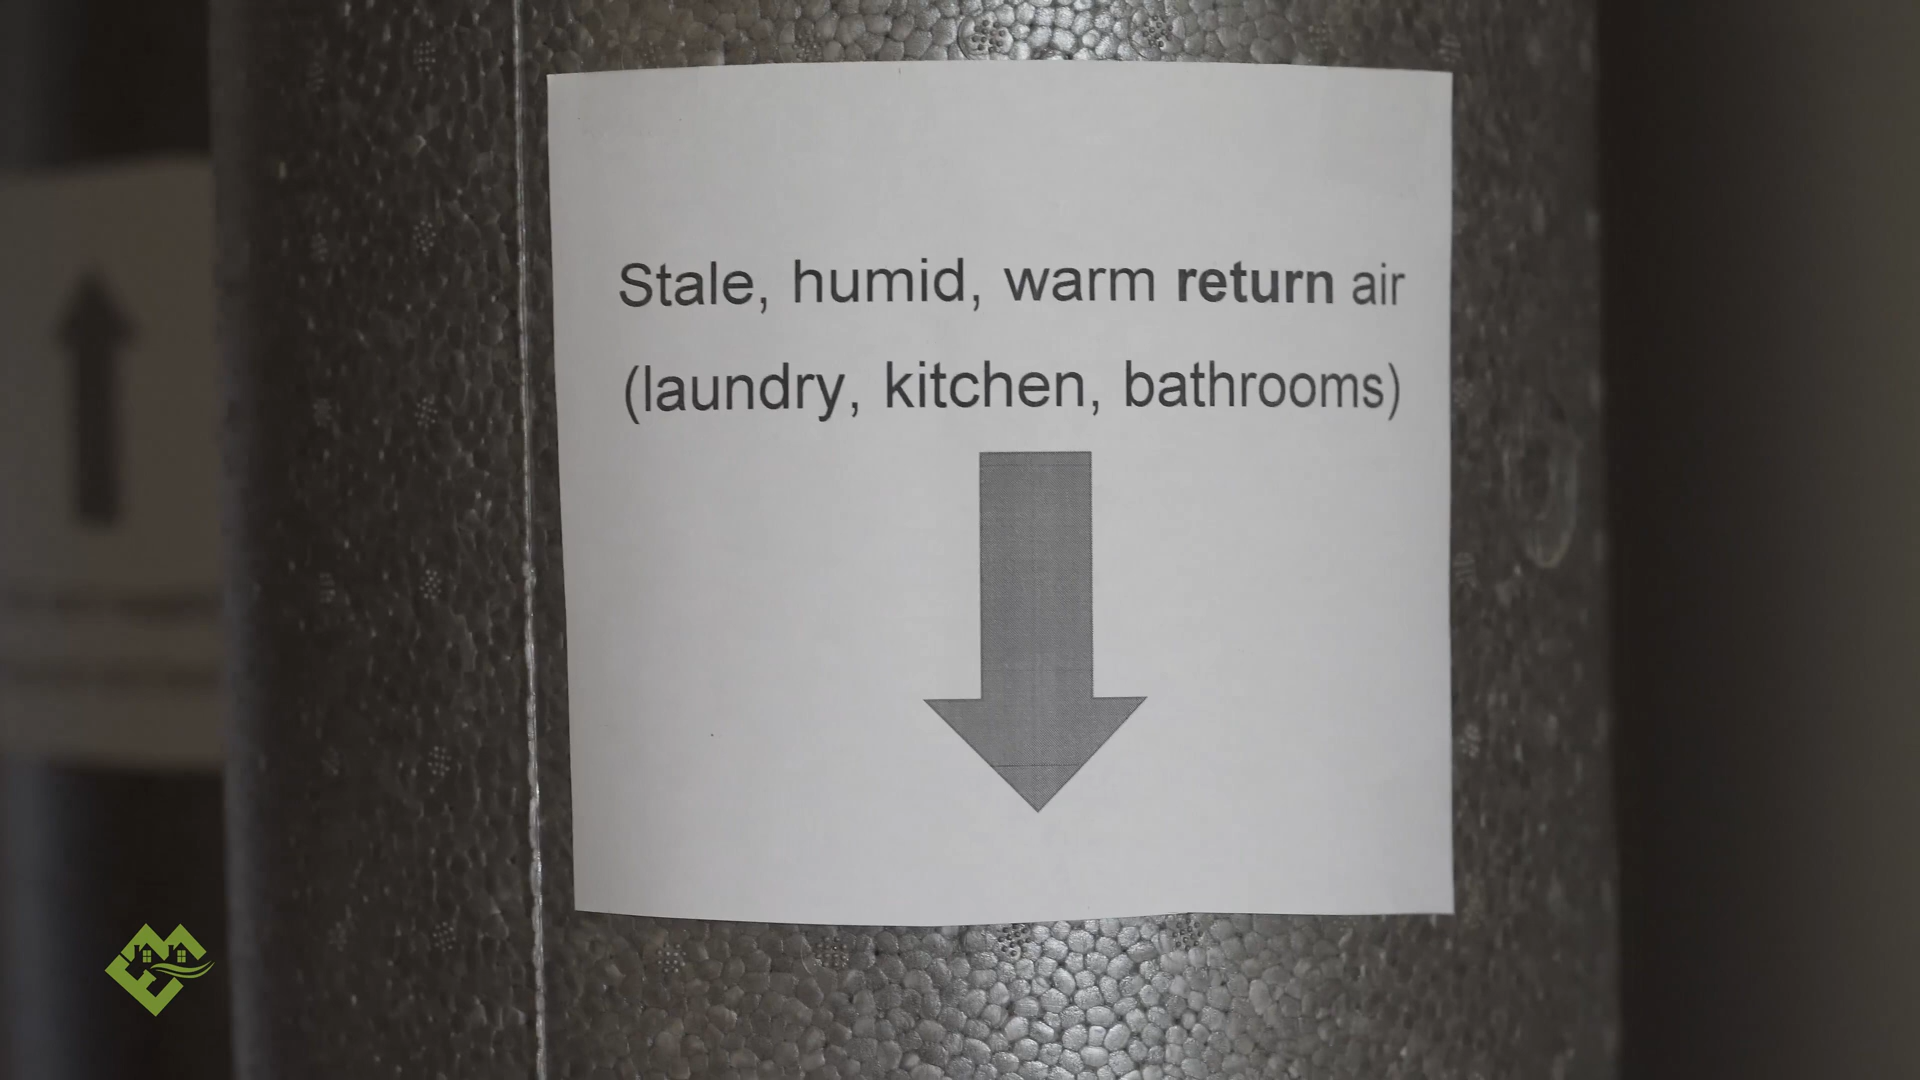 Stale, humid, warm return air
(laundry, kitchen, bathrooms)